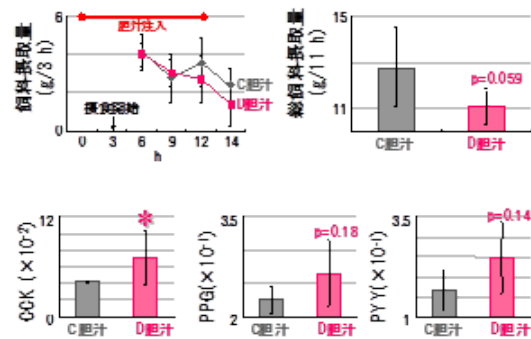 飼料摂取量
(g/3 h)
6
0
胆汁注入
摂食開始
C胆汁
D胆汁
0 3 6 9 12 14
h
総飼料摂取量
(g/11 h)
15
11
p=0.059
C胆汁 D胆汁
CCK (×10⁻²)
12
0
*
C胆汁 D胆汁
PPG(×10⁻¹)
3.5
2
p=0.18
C胆汁 D胆汁
PYY(×10⁻¹)
3.5
1
p=0.14
C胆汁 D胆汁